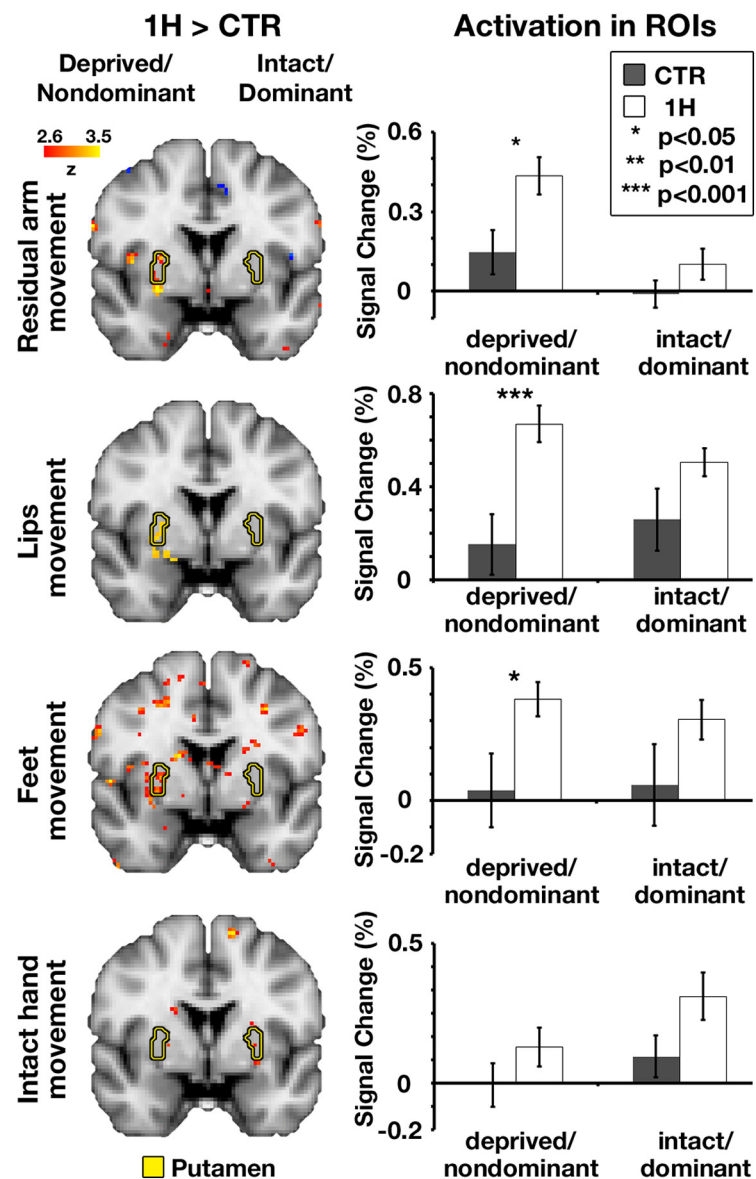 1H > CTR
Activation in ROIs
Deprived/
Nondominant
Intact/
Dominant
CTR
1H
* p<0.05
** p<0.01
*** p<0.001
2.6
3.5
z
Residual arm
movement
Signal Change (%)
0.6
0.3
0
*
deprived/
nondominant
intact/
dominant
Lips
movement
Signal Change (%)
0.8
0.4
0
***
deprived/
nondominant
intact/
dominant
Feet
movement
Signal Change (%)
0.5
0
-0.2
*
deprived/
nondominant
intact/
dominant
Intact hand
movement
Signal Change (%)
0.5
0
-0.2
deprived/
nondominant
intact/
dominant
Putamen